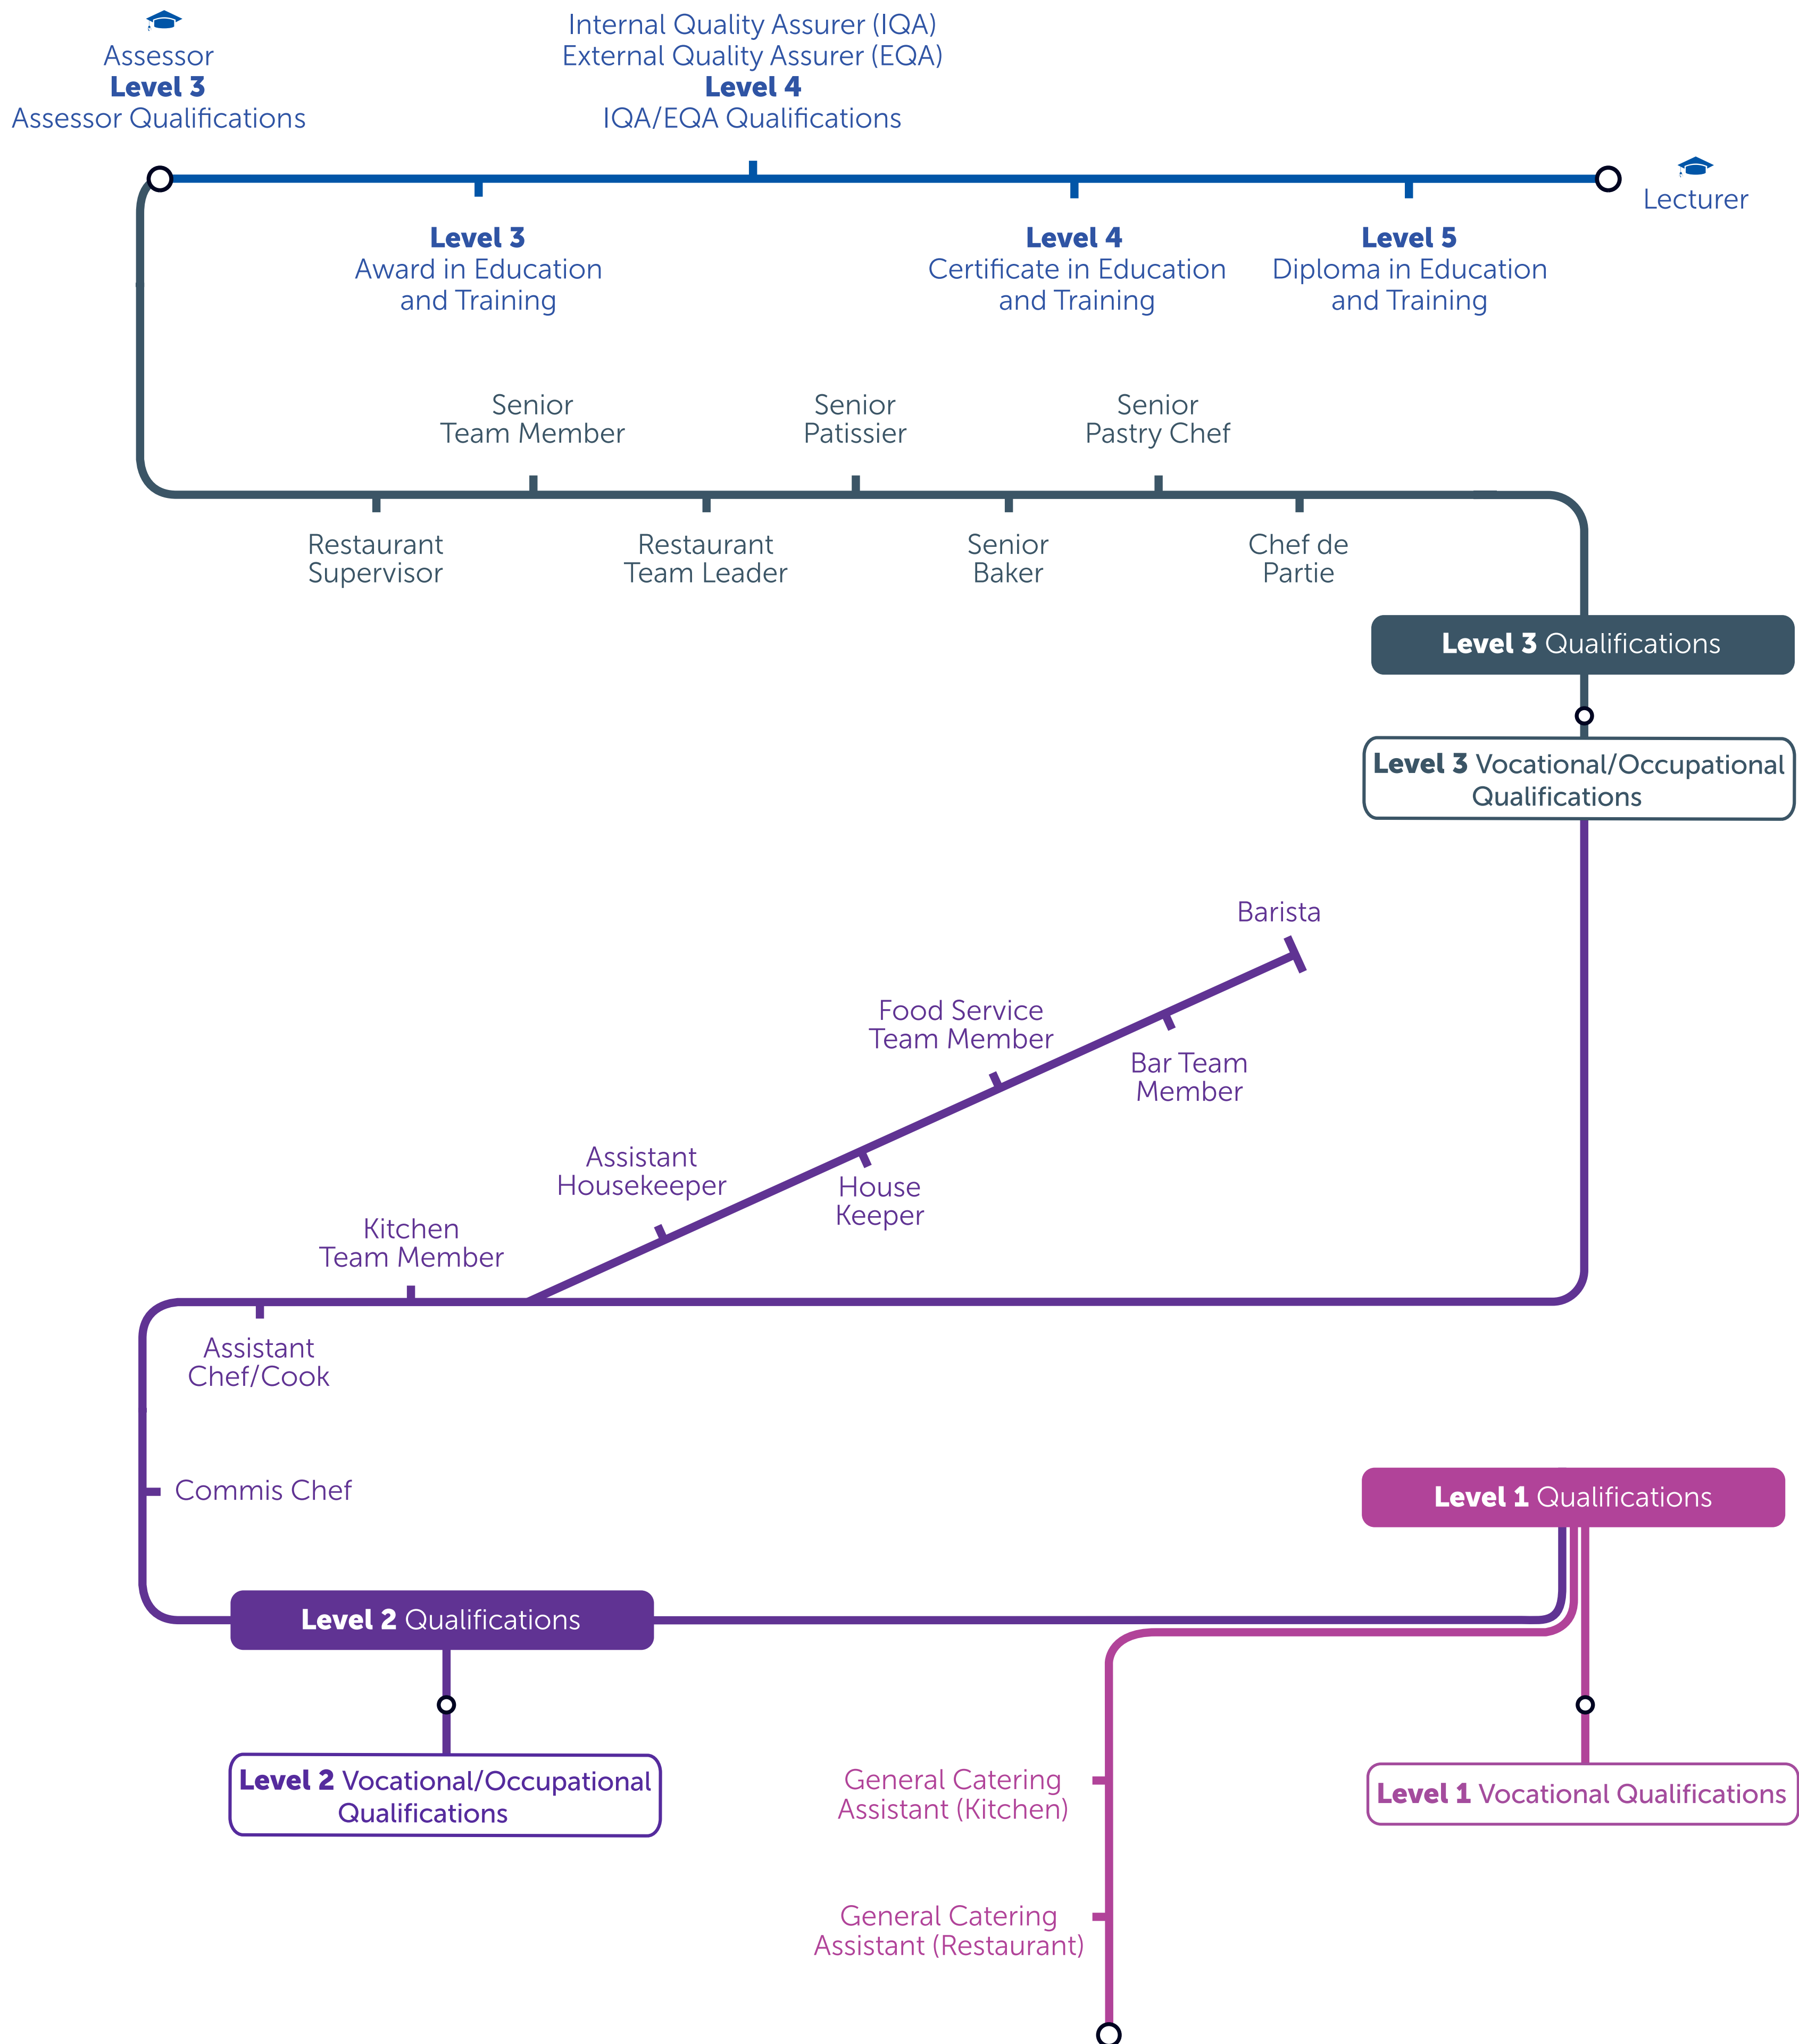 Assessor
Level 3
Assessor Qualifications
Internal Quality Assurer (IQA)
External Quality Assurer (EQA)
Level 4
IQA/EQA Qualifications
Lecturer
Level 3
Award in Education
and Training
Level 4
Certificate in Education
and Training
Level 5
Diploma in Education
and Training
Senior
Team Member
Senior
Patissier
Senior
Pastry Chef
Restaurant
Supervisor
Restaurant
Team Leader
Senior
Baker
Chef de
Partie
Level 3 Qualifications
Level 3 Vocational/Occupational
Qualifications
Barista
Food Service
Team Member
Bar Team
Member
Assistant
Housekeeper
House
Keeper
Kitchen
Team Member
Assistant
Chef/Cook
Commis Chef
Level 1 Qualifications
Level 2 Qualifications
Level 2 Vocational/Occupational
Qualifications
General Catering
Assistant (Kitchen)
Level 1 Vocational Qualifications
General Catering
Assistant (Restaurant)